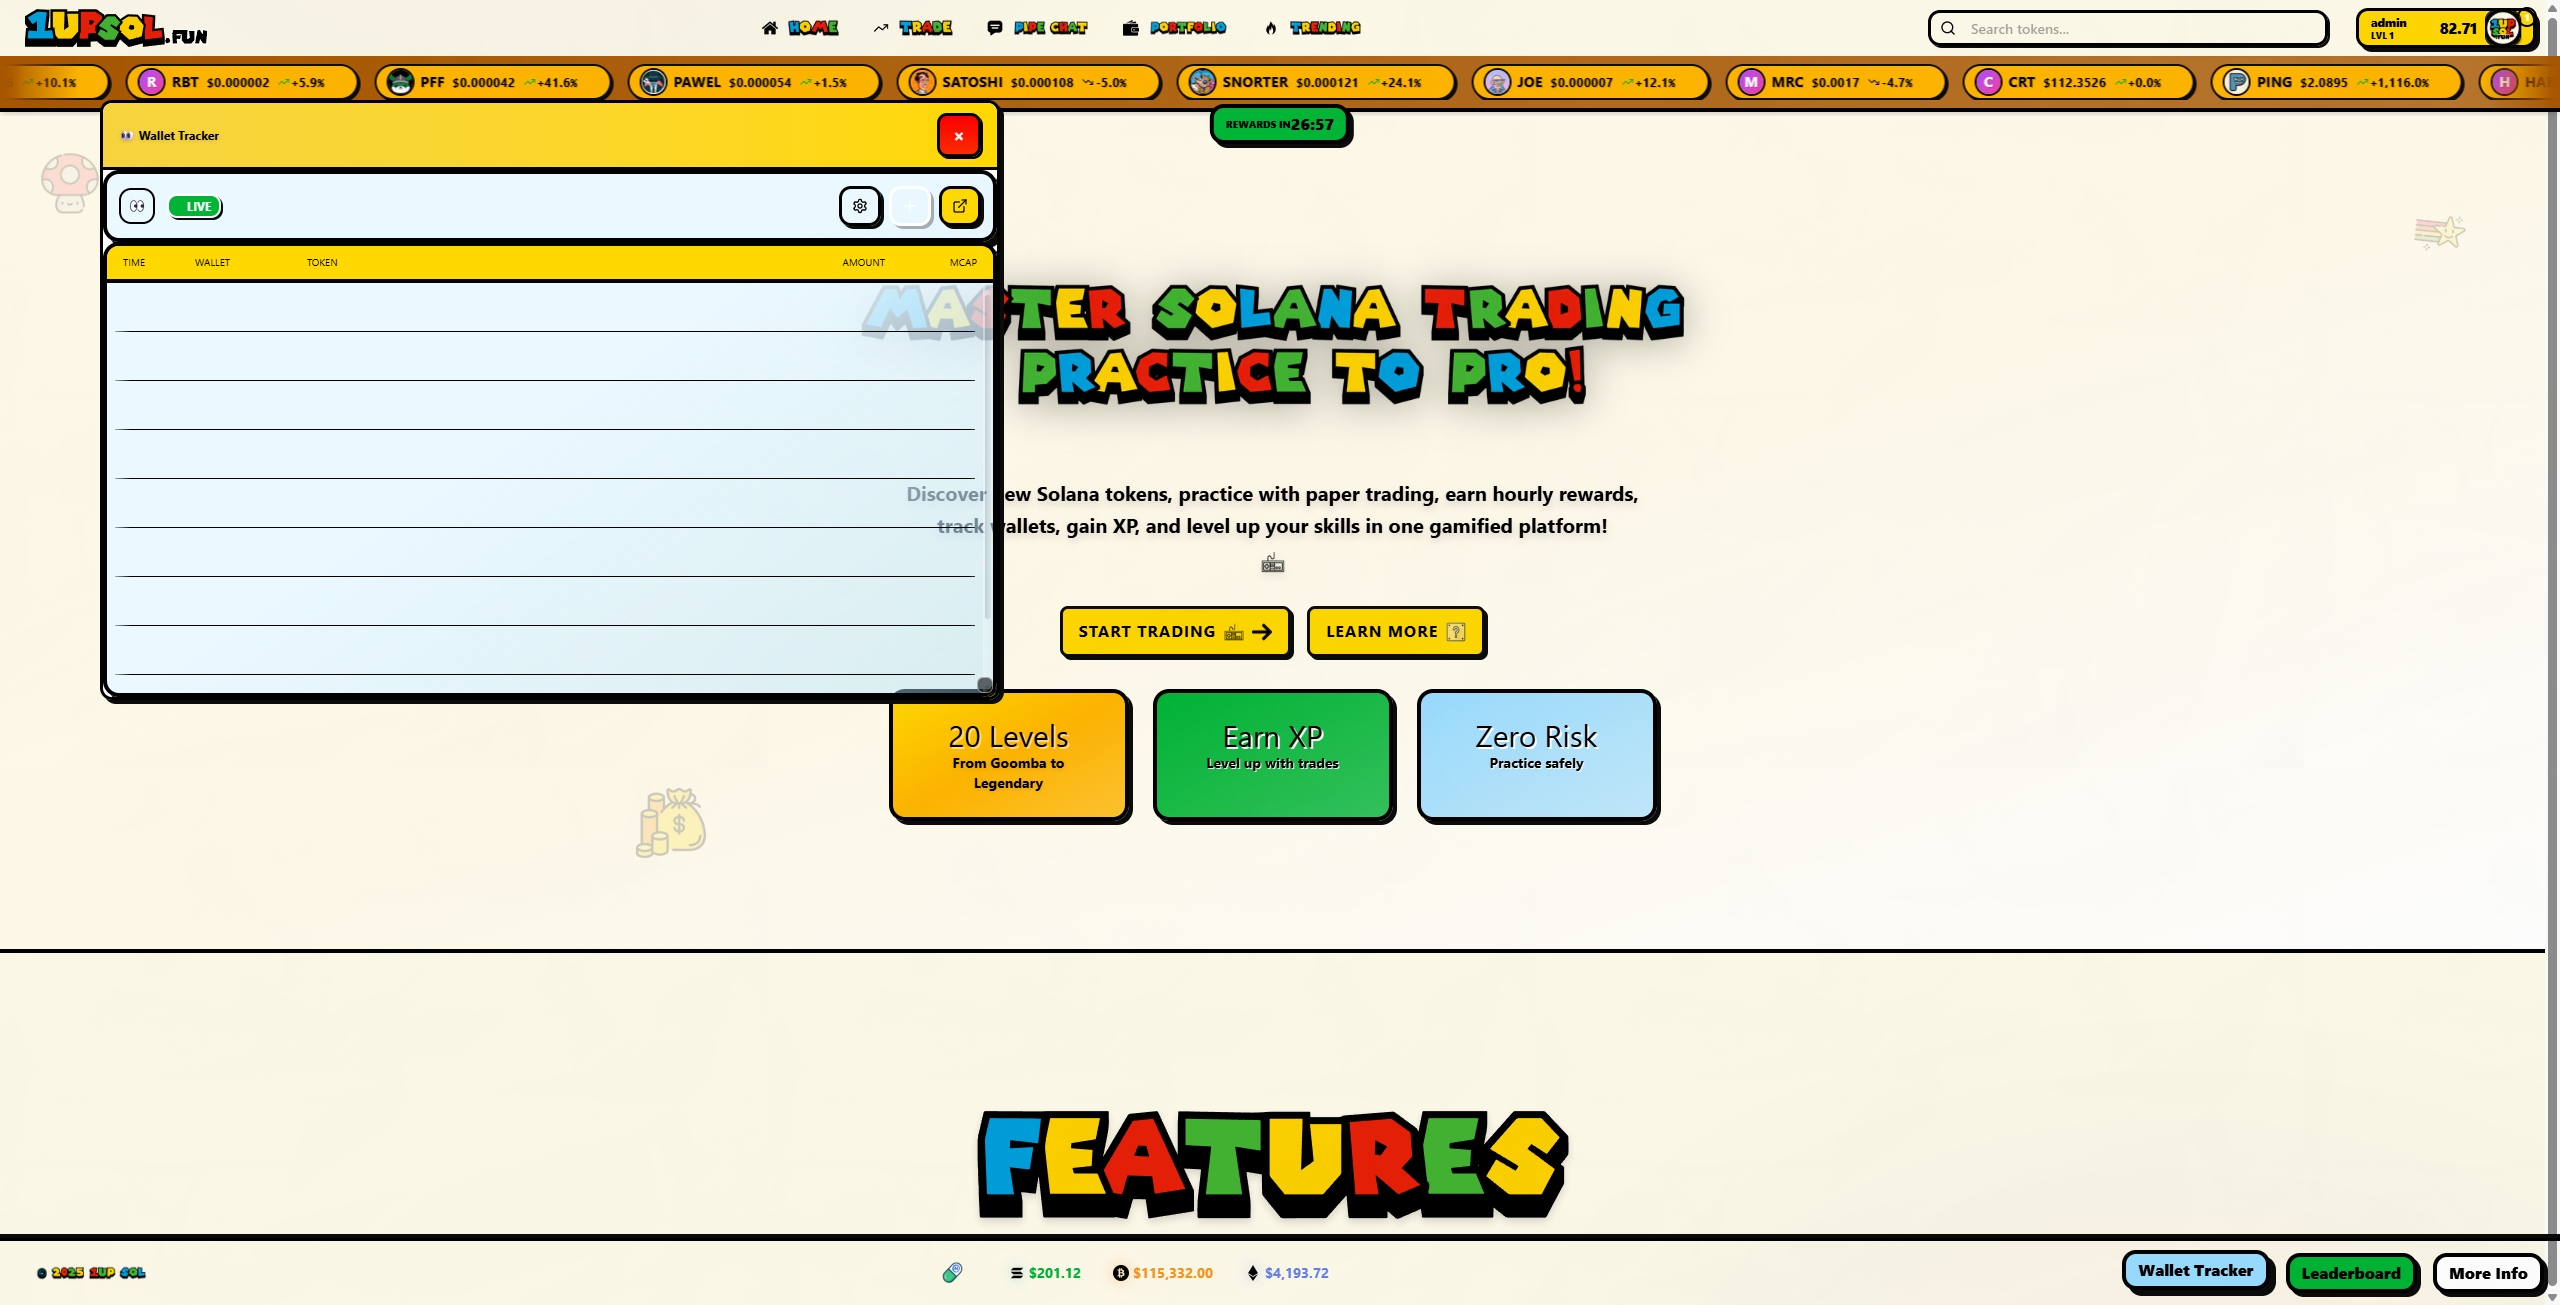 1UPSOL.FUN
HOME
TRADE
PIPE CHAT
PORTFOLIO
TRENDING
Search tokens...
admin
LVL 1
82.71
+10.1%
R RBT $0.000002 +5.9%
PFF $0.000042 +41.6%
PAWEL $0.000054 +1.5%
SATOSHI $0.000108 -5.0%
SNORTER $0.000121 +24.1%
JOE $0.000007 +12.1%
M MRC $0.0017 -4.7%
C CRT $112.3526 +0.0%
PING $2.0895 +1,116.0%
H
REWARDS IN 26:57
👀 Wallet Tracker
×
👀 LIVE
TIME WALLET TOKEN AMOUNT MCAP
MASTER SOLANA TRADING
PRACTICE TO PRO!
Discover new Solana tokens, practice with paper trading, earn hourly rewards,
track wallets, gain XP, and level up your skills in one gamified platform!
START TRADING
LEARN MORE
20 Levels
From Goomba to
Legendary
Earn XP
Level up with trades
Zero Risk
Practice safely
FEATURES
© 2025 1UP SOL
$201.12
$115,332.00
$4,193.72
Wallet Tracker
Leaderboard
More Info